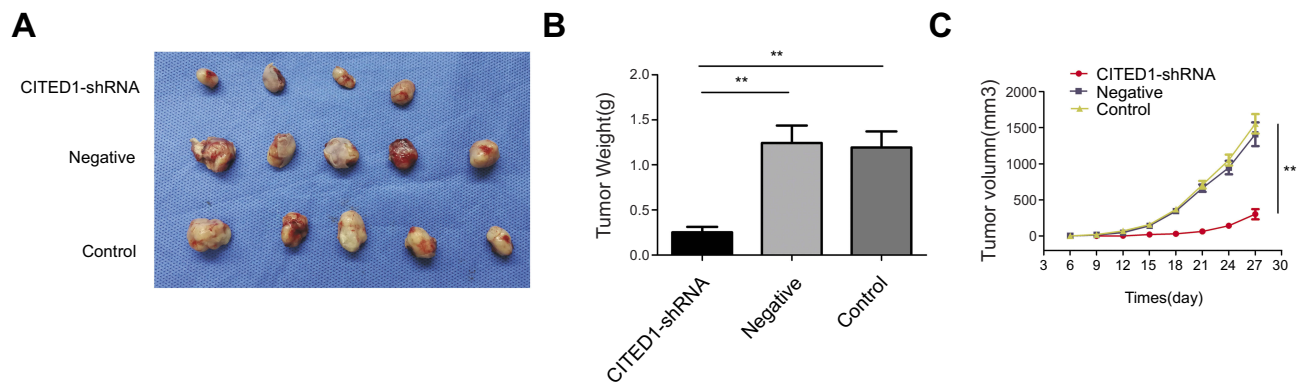 A
CITED1-shRNA
Negative
Control
B
Tumor Weight(g)
2.0
1.5
1.0
0.5
0.0
**
**
CITED1-shRNA
Negative
Control
C
CITED1-shRNA
Negative
Control
Tumor volumn(mm3)
2000
1500
1000
500
0
**
3 6 9 12 15 18 21 24 27 30
Times(day)